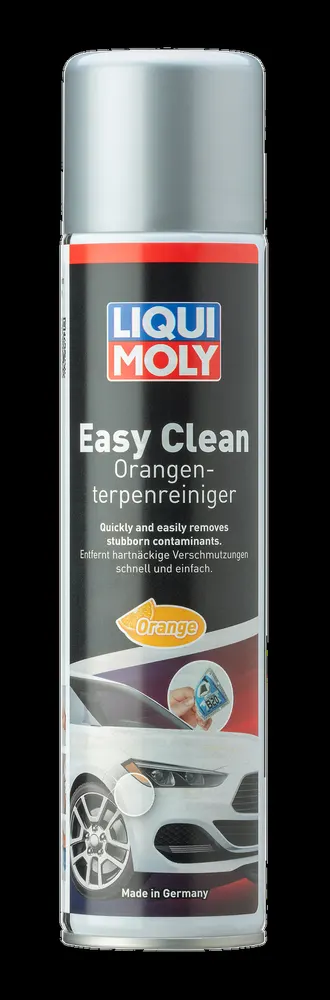 LIQUI
MOLY
Easy Clean
Orangen-
terpenreiniger
Quickly and easily removes
stubborn contaminants.
Entfernt hartnäckige Verschmutzungen
schnell und einfach.
Orange
Made in Germany